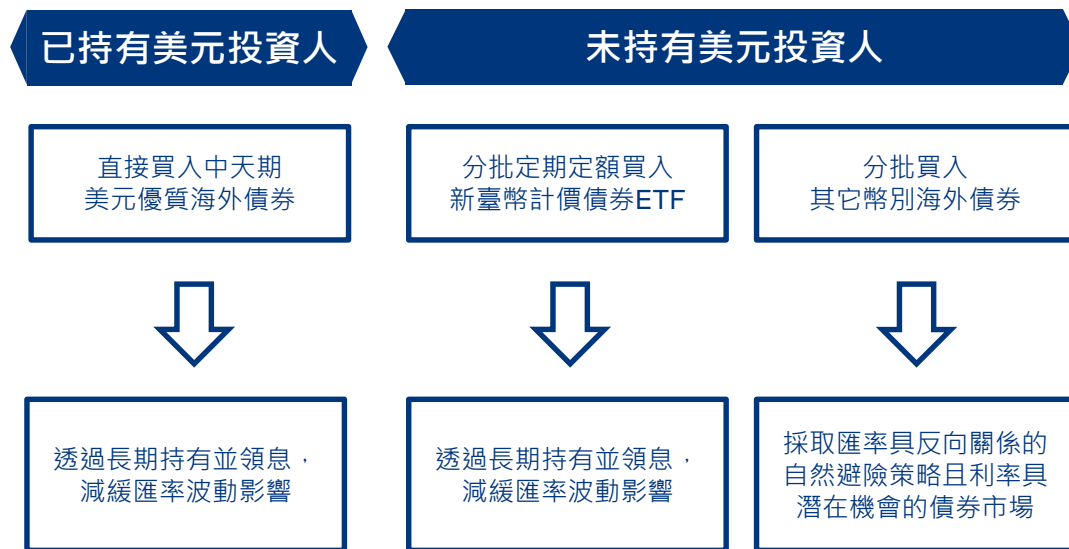 已持有美元投資人
未持有美元投資人
直接買入中天期
美元優質海外債券
分批定期定額買入
新臺幣計價債券ETF
分批買入
其它幣別海外債券
透過長期持有並領息，
減緩匯率波動影響
透過長期持有並領息，
減緩匯率波動影響
採取匯率具反向關係的
自然避險策略且利率具
潛在機會的債券市場